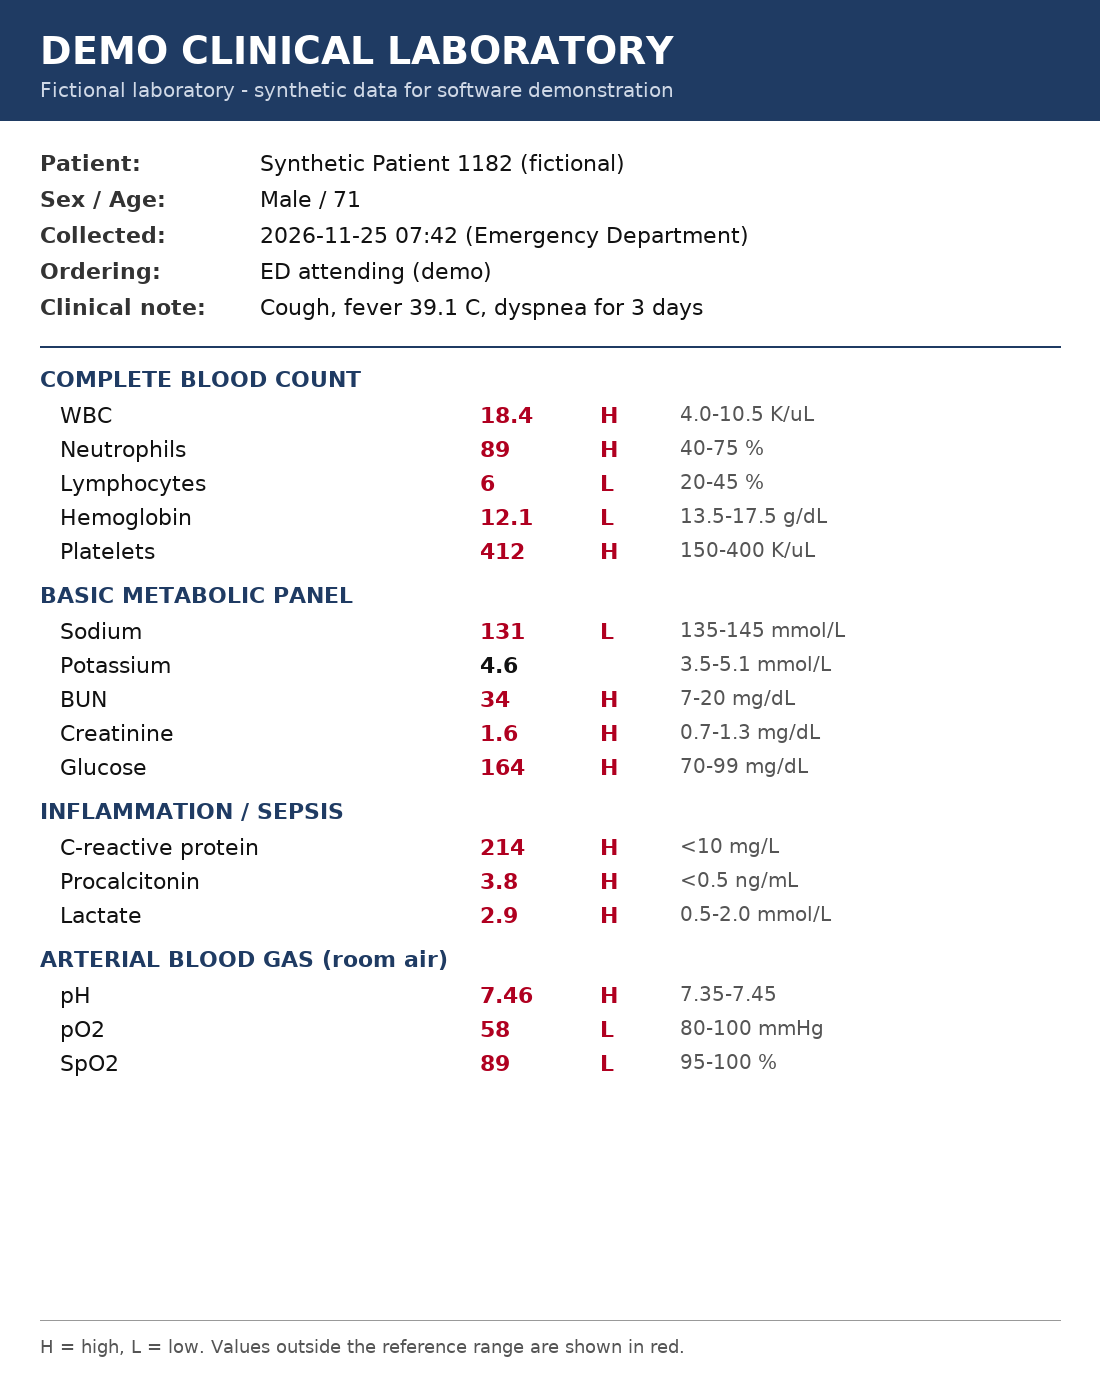 DEMO CLINICAL LABORATORY
Fictional laboratory - synthetic data for software demonstration
Patient: Synthetic Patient 1182 (fictional)
Sex / Age: Male / 71
Collected: 2026-11-25 07:42 (Emergency Department)
Ordering: ED attending (demo)
Clinical note: Cough, fever 39.1 C, dyspnea for 3 days
COMPLETE BLOOD COUNT
WBC 18.4 H 4.0-10.5 K/uL
Neutrophils 89 H 40-75 %
Lymphocytes 6 L 20-45 %
Hemoglobin 12.1 L 13.5-17.5 g/dL
Platelets 412 H 150-400 K/uL
BASIC METABOLIC PANEL
Sodium 131 L 135-145 mmol/L
Potassium 4.6 3.5-5.1 mmol/L
BUN 34 H 7-20 mg/dL
Creatinine 1.6 H 0.7-1.3 mg/dL
Glucose 164 H 70-99 mg/dL
INFLAMMATION / SEPSIS
C-reactive protein 214 H <10 mg/L
Procalcitonin 3.8 H <0.5 ng/mL
Lactate 2.9 H 0.5-2.0 mmol/L
ARTERIAL BLOOD GAS (room air)
pH 7.46 H 7.35-7.45
pO2 58 L 80-100 mmHg
SpO2 89 L 95-100 %
H = high, L = low. Values outside the reference range are shown in red.